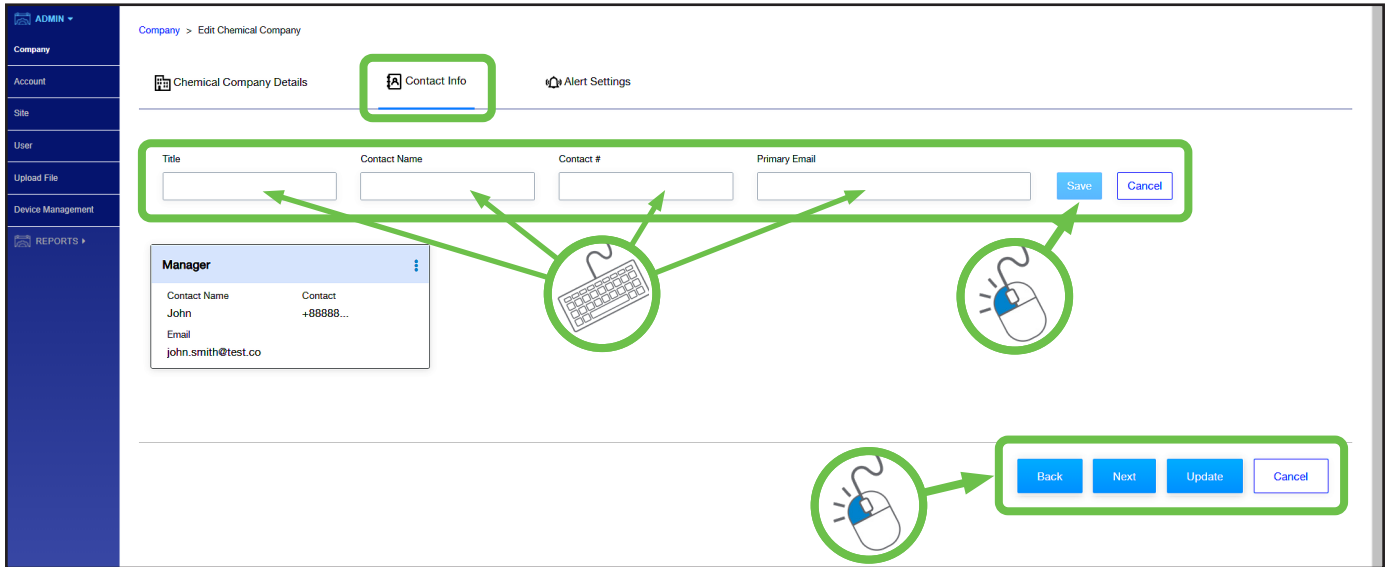 ADMIN
Company
Account
Site
User
Upload File
Device Management
REPORTS
Company > Edit Chemical Company
Chemical Company Details
Contact Info
Alert Settings
Title
Contact Name
Contact #
Primary Email
Save
Cancel
Manager
Contact Name Contact
John +88888...
Email
john.smith@test.co
Back
Next
Update
Cancel